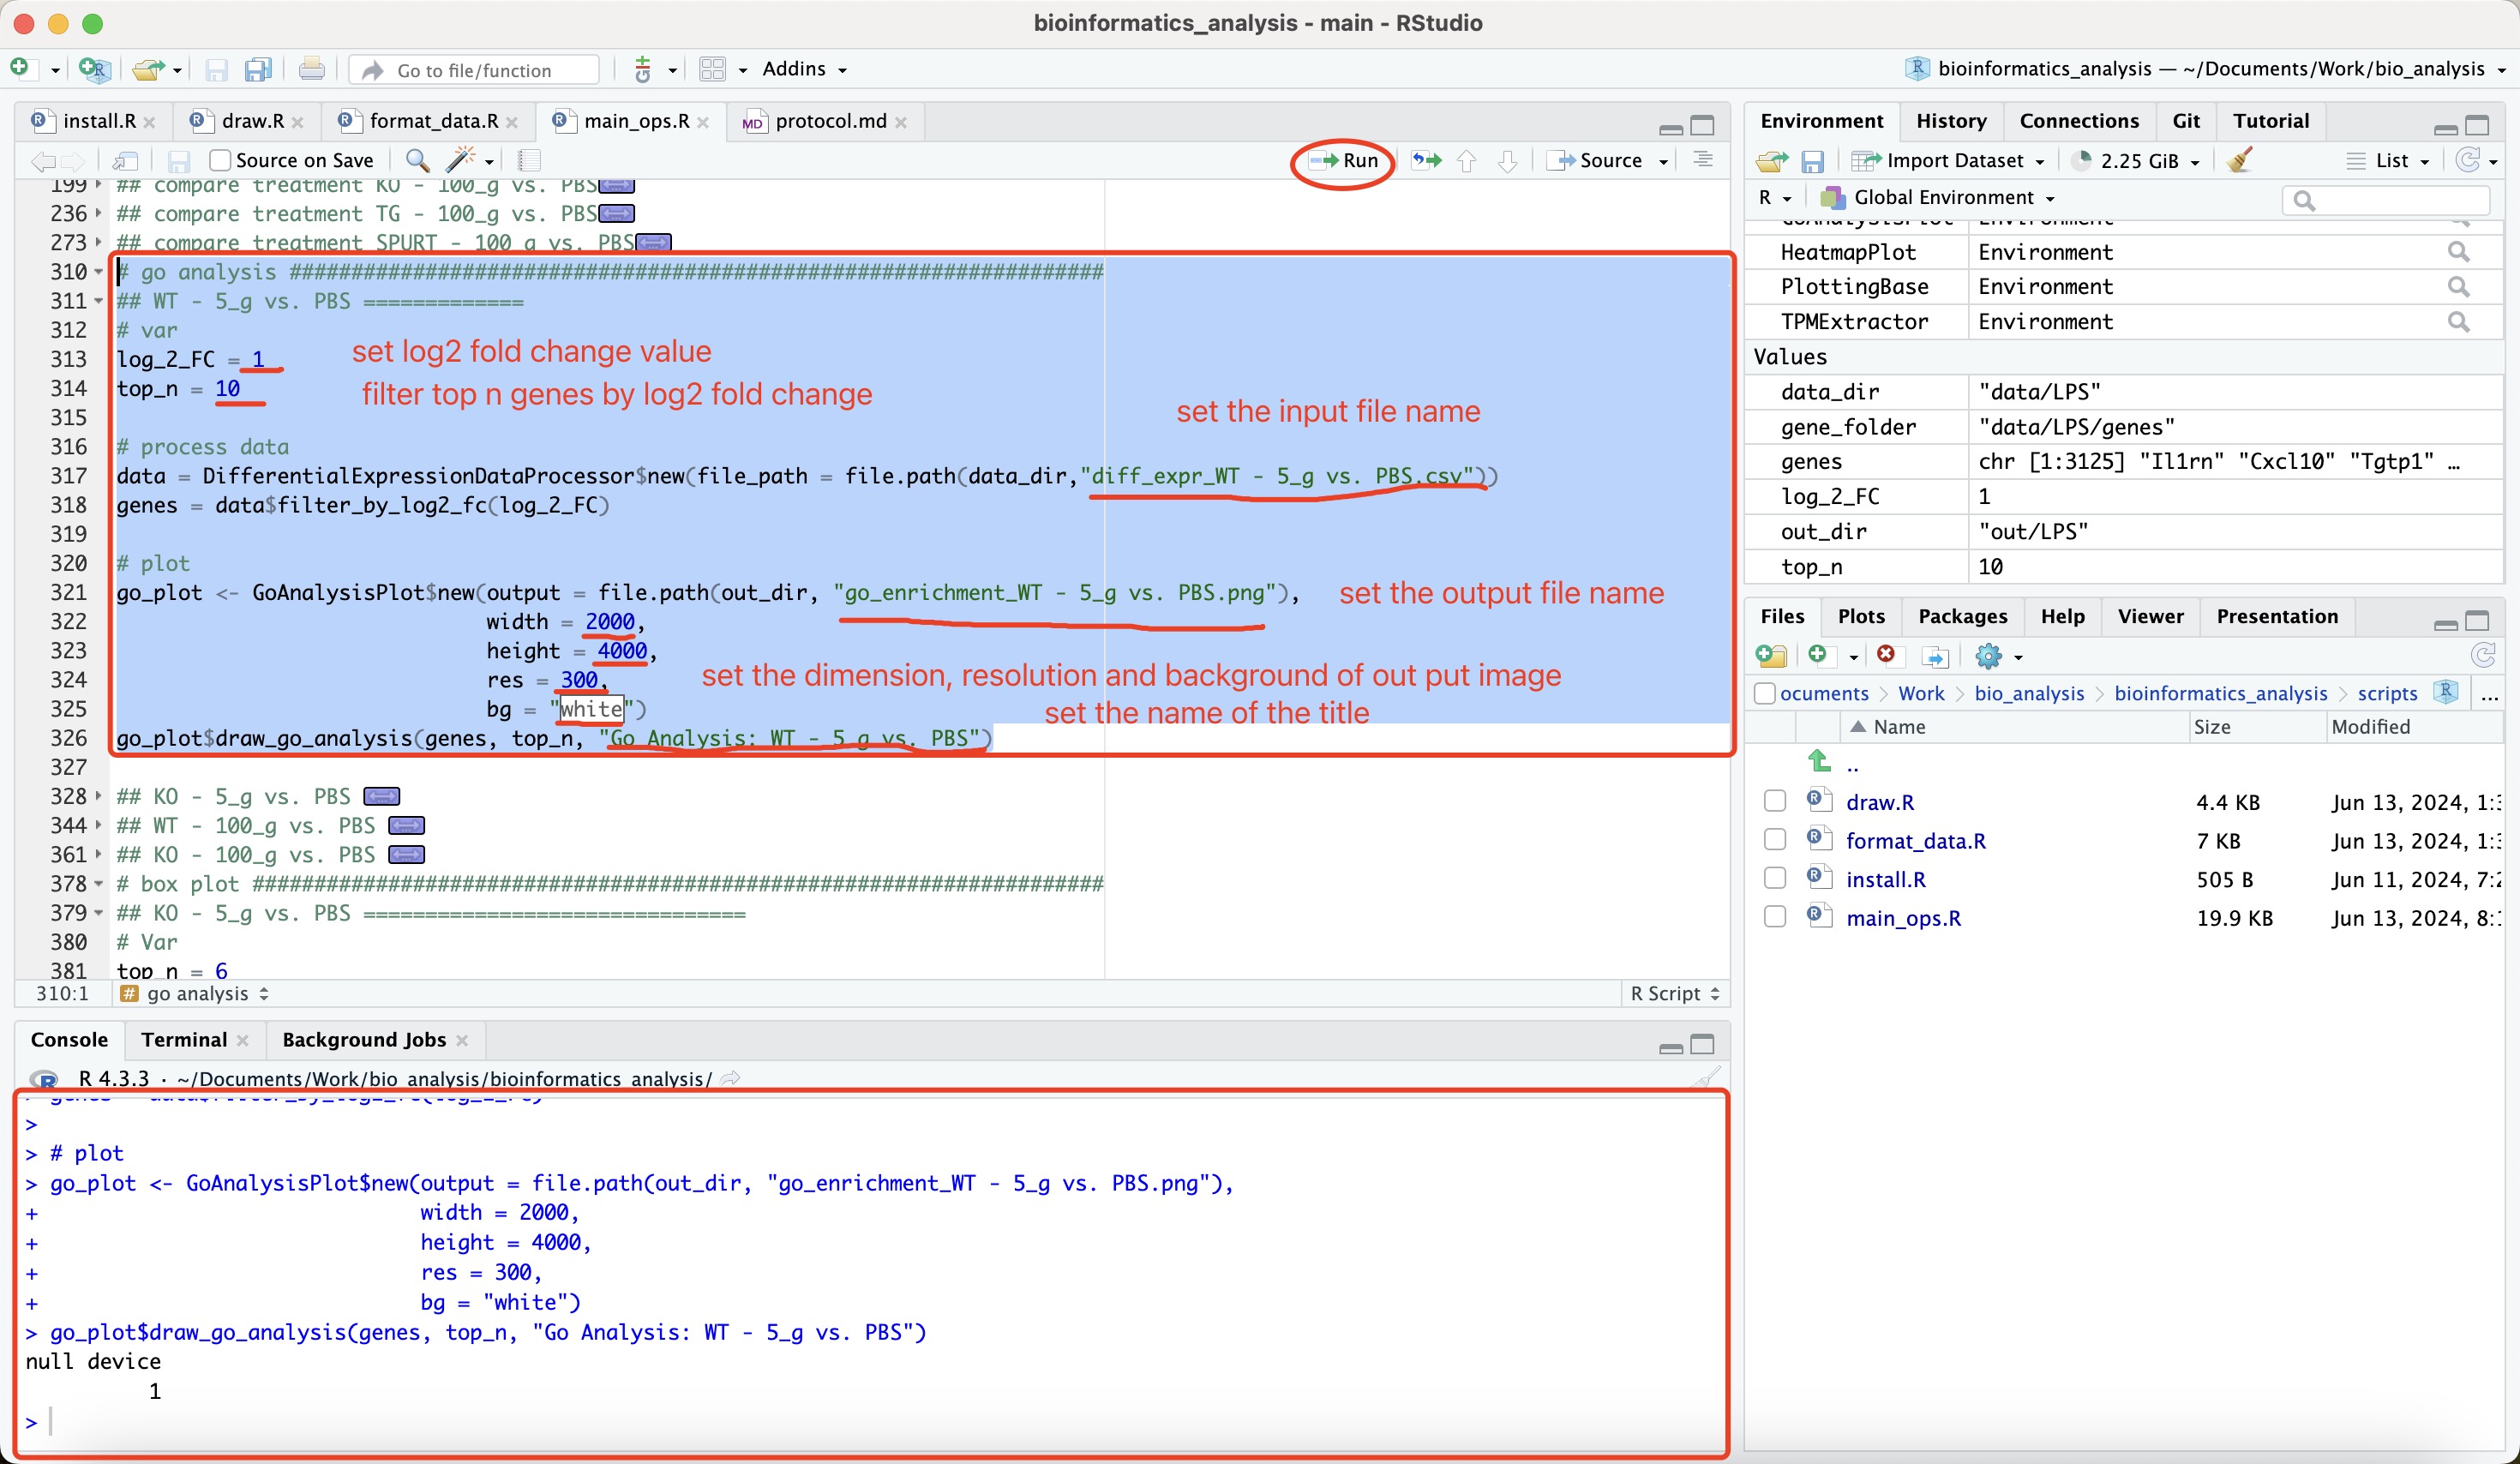 bioinformatics_analysis - main - RStudio
Go to file/function
Addins
bioinformatics_analysis — ~/Documents/Work/bio_analysis
install.R
draw.R
format_data.R
main_ops.R
MD protocol.md
Source on Save
Run
Source
199 ## compare treatment KO - 100_g vs. PBS
236 ## compare treatment TG - 100_g vs. PBS
273 ## compare treatment SPURT - 100_g vs. PBS
310 # go analysis ##################################################################
311 ## WT - 5_g vs. PBS =============
312 # var
313 log_2_FC = 1
set log2 fold change value
314 top_n = 10
filter top n genes by log2 fold change
315
set the input file name
316 # process data
317 data = DifferentialExpressionDataProcessor$new(file_path = file.path(data_dir,"diff_expr_WT - 5_g vs. PBS.csv"))
318 genes = data$filter_by_log2_fc(log_2_FC)
319
320 # plot
321 go_plot <- GoAnalysisPlot$new(output = file.path(out_dir, "go_enrichment_WT - 5_g vs. PBS.png"),
set the output file name
322 width = 2000,
323 height = 4000,
324 res = 300,
set the dimension, resolution and background of out put image
325 bg = "white")
set the name of the title
326 go_plot$draw_go_analysis(genes, top_n, "Go Analysis: WT - 5_g vs. PBS")
327
328 ## KO - 5_g vs. PBS
344 ## WT - 100_g vs. PBS
361 ## KO - 100_g vs. PBS
378 # box plot #####################################################################
379 ## KO - 5_g vs. PBS ===============================
380 # Var
381 top_n = 6
310:1
# go analysis
R Script
Console
Terminal
Background Jobs
R 4.3.3 · ~/Documents/Work/bio_analysis/bioinformatics_analysis/
> genes = data$filter_by_log2_fc(log_2_FC)
>
> # plot
> go_plot <- GoAnalysisPlot$new(output = file.path(out_dir, "go_enrichment_WT - 5_g vs. PBS.png"),
+ width = 2000,
+ height = 4000,
+ res = 300,
+ bg = "white")
> go_plot$draw_go_analysis(genes, top_n, "Go Analysis: WT - 5_g vs. PBS")
null device
1
>
Environment
History
Connections
Git
Tutorial
Import Dataset
2.25 GiB
List
R
Global Environment
GoAnalysisPlot Environment
HeatmapPlot Environment
PlottingBase Environment
TPMExtractor Environment
Values
data_dir "data/LPS"
gene_folder "data/LPS/genes"
genes chr [1:3125] "Il1rn" "Cxcl10" "Tgtp1" …
log_2_FC 1
out_dir "out/LPS"
top_n 10
Files
Plots
Packages
Help
Viewer
Presentation
ocuments > Work > bio_analysis > bioinformatics_analysis > scripts ...
Name Size Modified
..
draw.R 4.4 KB Jun 13, 2024, 1:
format_data.R 7 KB Jun 13, 2024, 1:
install.R 505 B Jun 11, 2024, 7:
main_ops.R 19.9 KB Jun 13, 2024, 8: